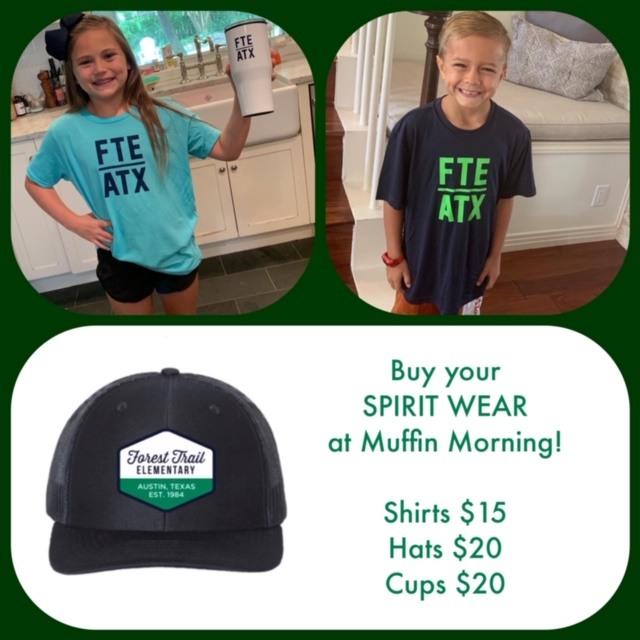 FTE
ATX
FTE
ATX
FTE
ATX
Forest Trail
ELEMENTARY
AUSTIN, TEXAS
EST. 1984
Buy your
SPIRIT WEAR
at Muffin Morning!
Shirts $15
Hats $20
Cups $20